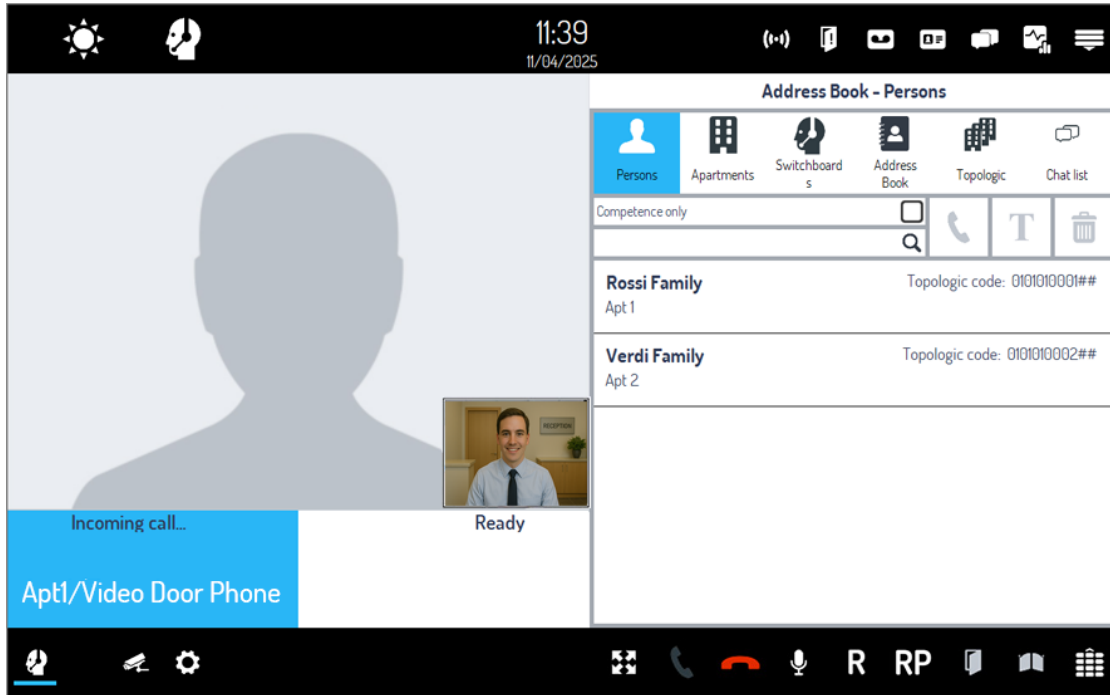 11:39
11/04/2025
Address Book - Persons
Persons
Apartments
Switchboard
s
Address
Book
Topologic
Chat list
Competence only
T
Rossi Family
Topologic code: 0101010001##
Apt 1
Verdi Family
Topologic code: 0101010002##
Apt 2
RECEPTION
Incoming call...
Ready
Apt1/Video Door Phone
R
RP